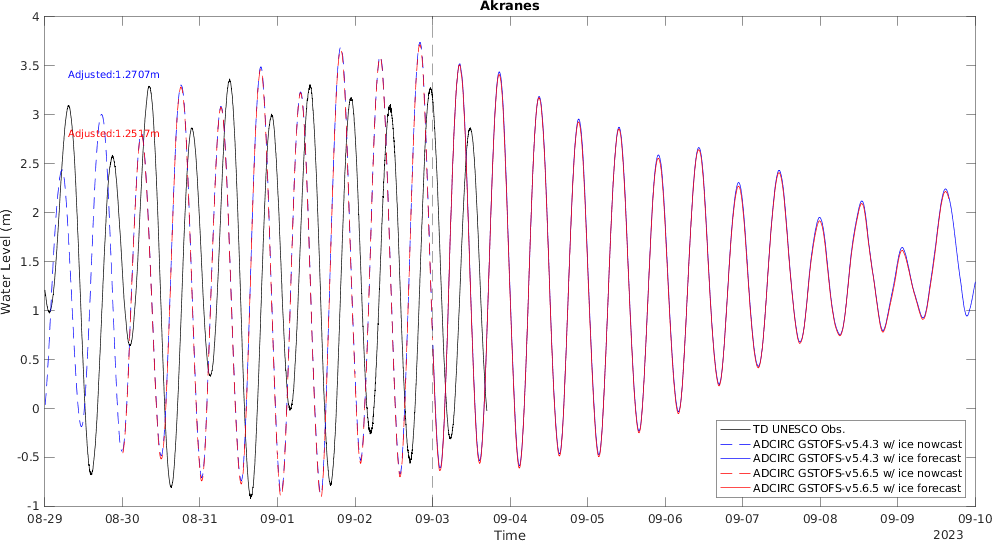 Akranes
4
3.5
3
2.5
2
1.5
1
0.5
0
-0.5
-1
Water Level (m)
Adjusted:1.2707m
Adjusted:1.2517m
TD UNESCO Obs.
ADCIRC GSTOFS-v5.4.3 w/ ice nowcast
ADCIRC GSTOFS-v5.4.3 w/ ice forecast
ADCIRC GSTOFS-v5.6.5 w/ ice nowcast
ADCIRC GSTOFS-v5.6.5 w/ ice forecast
08-29 08-30 08-31 09-01 09-02 09-03 09-04 09-05 09-06 09-07 09-08 09-09 09-10
Time
2023